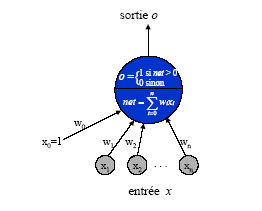 sortie o
o = { 1 si net > 0
0 sinon
net = ∑ⁿᵢ₌₀ wᵢxᵢ
w₀
x₀=1
w₁ w₂ wₙ
x₁ x₂ . . . xₙ
entrée x